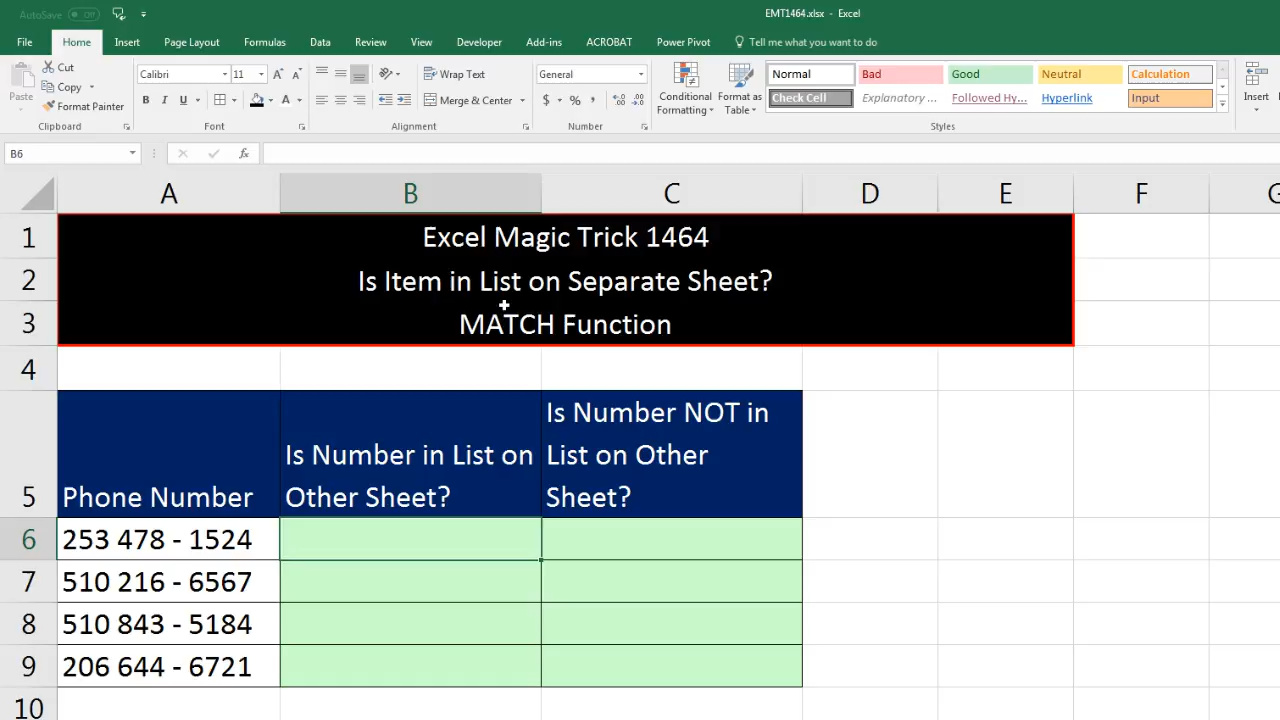 AutoSave Off
EMT1464.xlsx - Excel
File Home Insert Page Layout Formulas Data Review View Developer Add-ins ACROBAT Power Pivot Tell me what you want to do
Paste
Cut
Copy
Format Painter
Clipboard
Calibri 11
B I U A
Font
Wrap Text
Merge & Center
Alignment
General
$ % ,
Number
Conditional Formatting
Format as Table
Normal Bad Good Neutral Calculation
Check Cell Explanatory ... Followed Hy... Hyperlink Input
Styles
Insert
B6 fx
A B C D E F G
1 Excel Magic Trick 1464
2 Is Item in List on Separate Sheet?
3 MATCH Function
4
Is Number NOT in
Is Number in List on List on Other
5 Phone Number Other Sheet? Sheet?
6 253 478 - 1524
7 510 216 - 6567
8 510 843 - 5184
9 206 644 - 6721
10